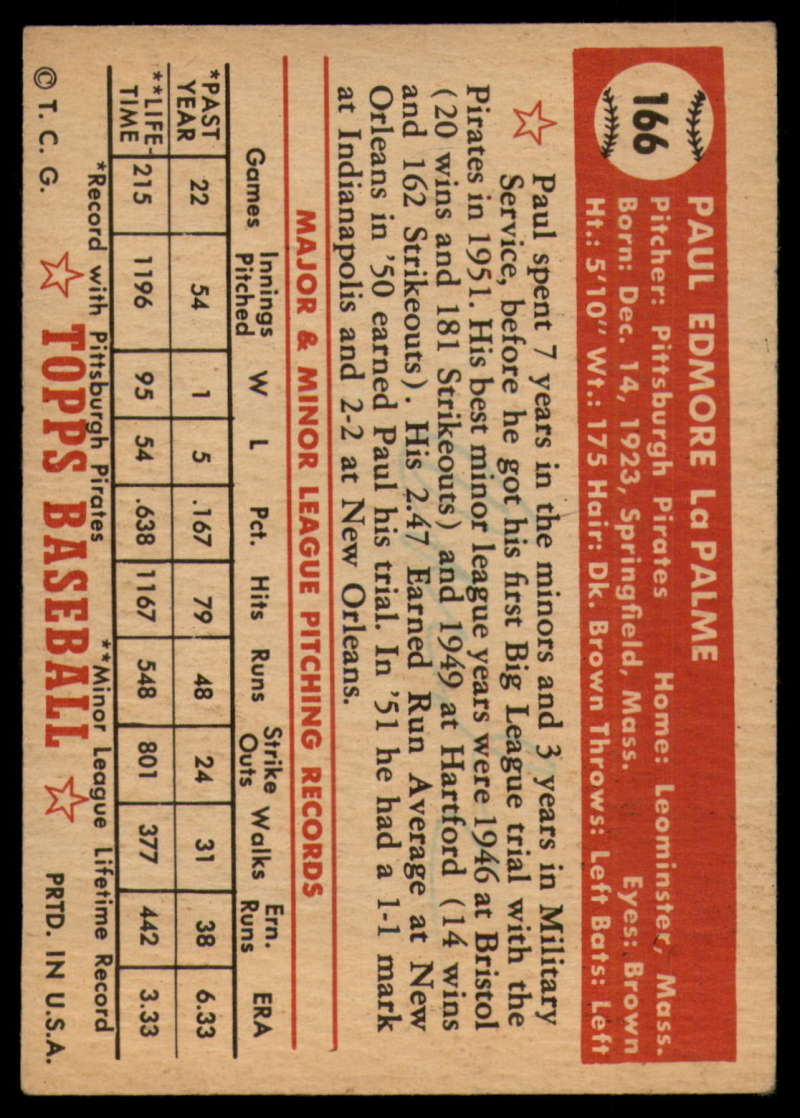 166
PAUL EDMORE La PALME
Pitcher: Pittsburgh Pirates Home: Leominster, Mass.
Born: Dec. 14, 1923, Springfield, Mass. Eyes: Brown
Ht.: 5'10" Wt.: 175 Hair: Dk. Brown Throws: Left Bats: Left
Paul spent 7 years in the minors and 3 years in Military
Service, before he got his first Big League trial with the
Pirates in 1951. His best minor league years were 1946 at Bristol
(20 wins and 181 Strikeouts) and 1949 at Hartford (14 wins
and 162 Strikeouts). His 2.47 Earned Run Average at New
Orleans in '50 earned Paul his trial. In '51 he had a 1-1 mark
at Indianapolis and 2-2 at New Orleans.
MAJOR & MINOR LEAGUE PITCHING RECORDS
Games Innings Pitched W L Pct. Hits Runs Strike Outs Walks Ern. Runs ERA
*PAST YEAR 22 54 1 5 .167 79 48 24 31 38 6.33
**LIFE-TIME 215 1196 95 54 .638 1167 548 801 377 442 3.33
*Record with Pittsburgh Pirates **Minor League Lifetime Record
© T. C. G. TOPPS BASEBALL PRTD. IN U.S.A.